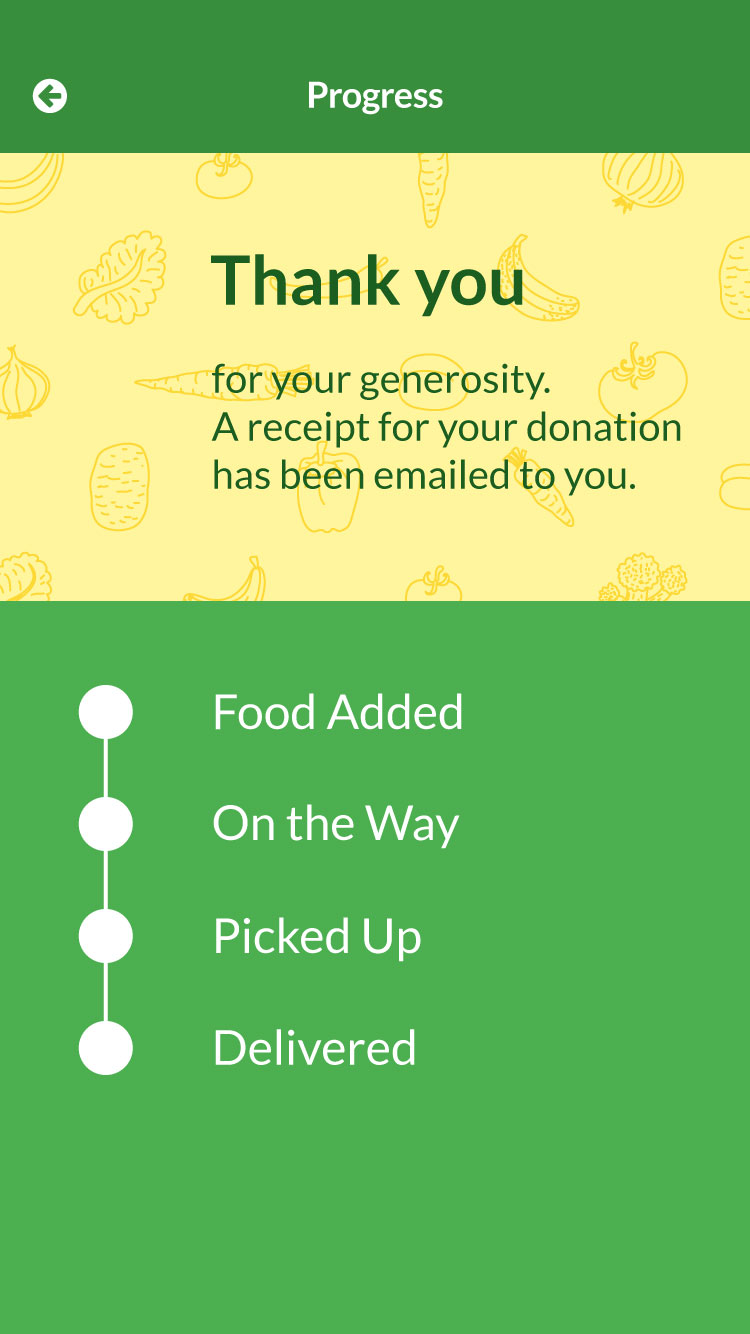 Progress
Thank you
for your generosity.
A receipt for your donation
has been emailed to you.
Food Added
On the Way
Picked Up
Delivered